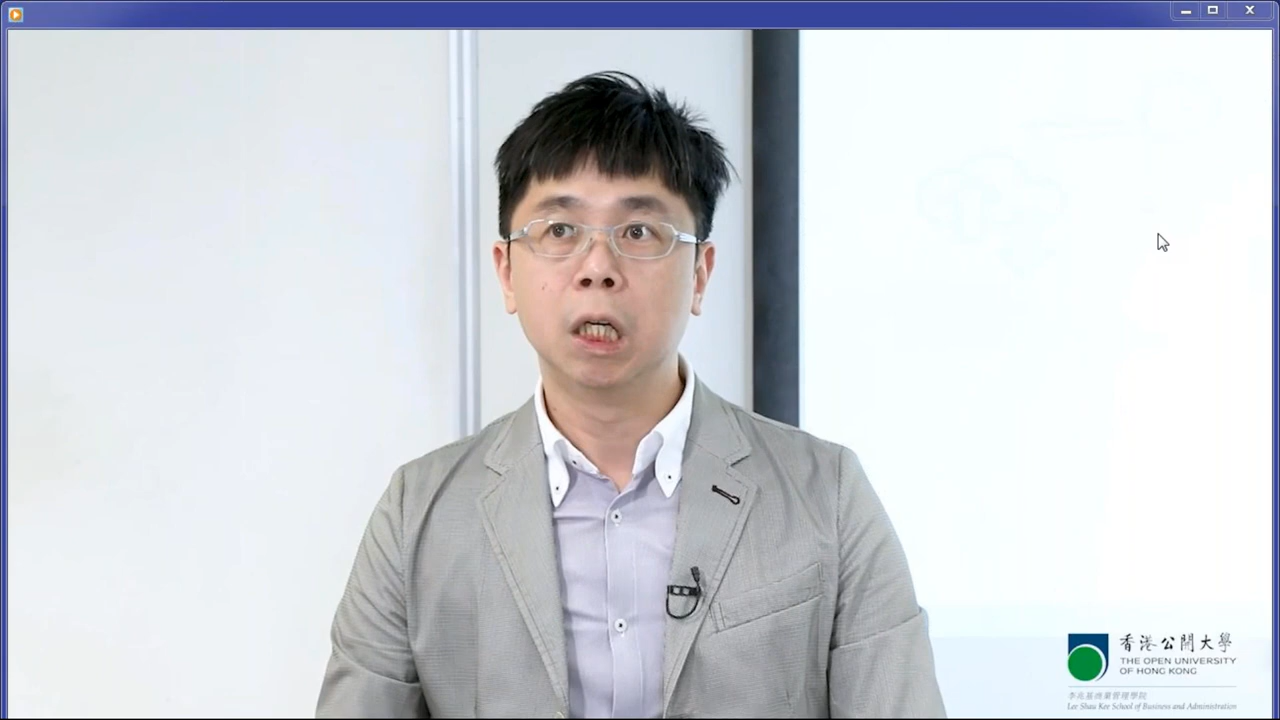 香港公開大學
THE OPEN UNIVERSITY
OF HONG KONG
李兆基商業管理學院
Lee Shau Kee School of Business and Administration